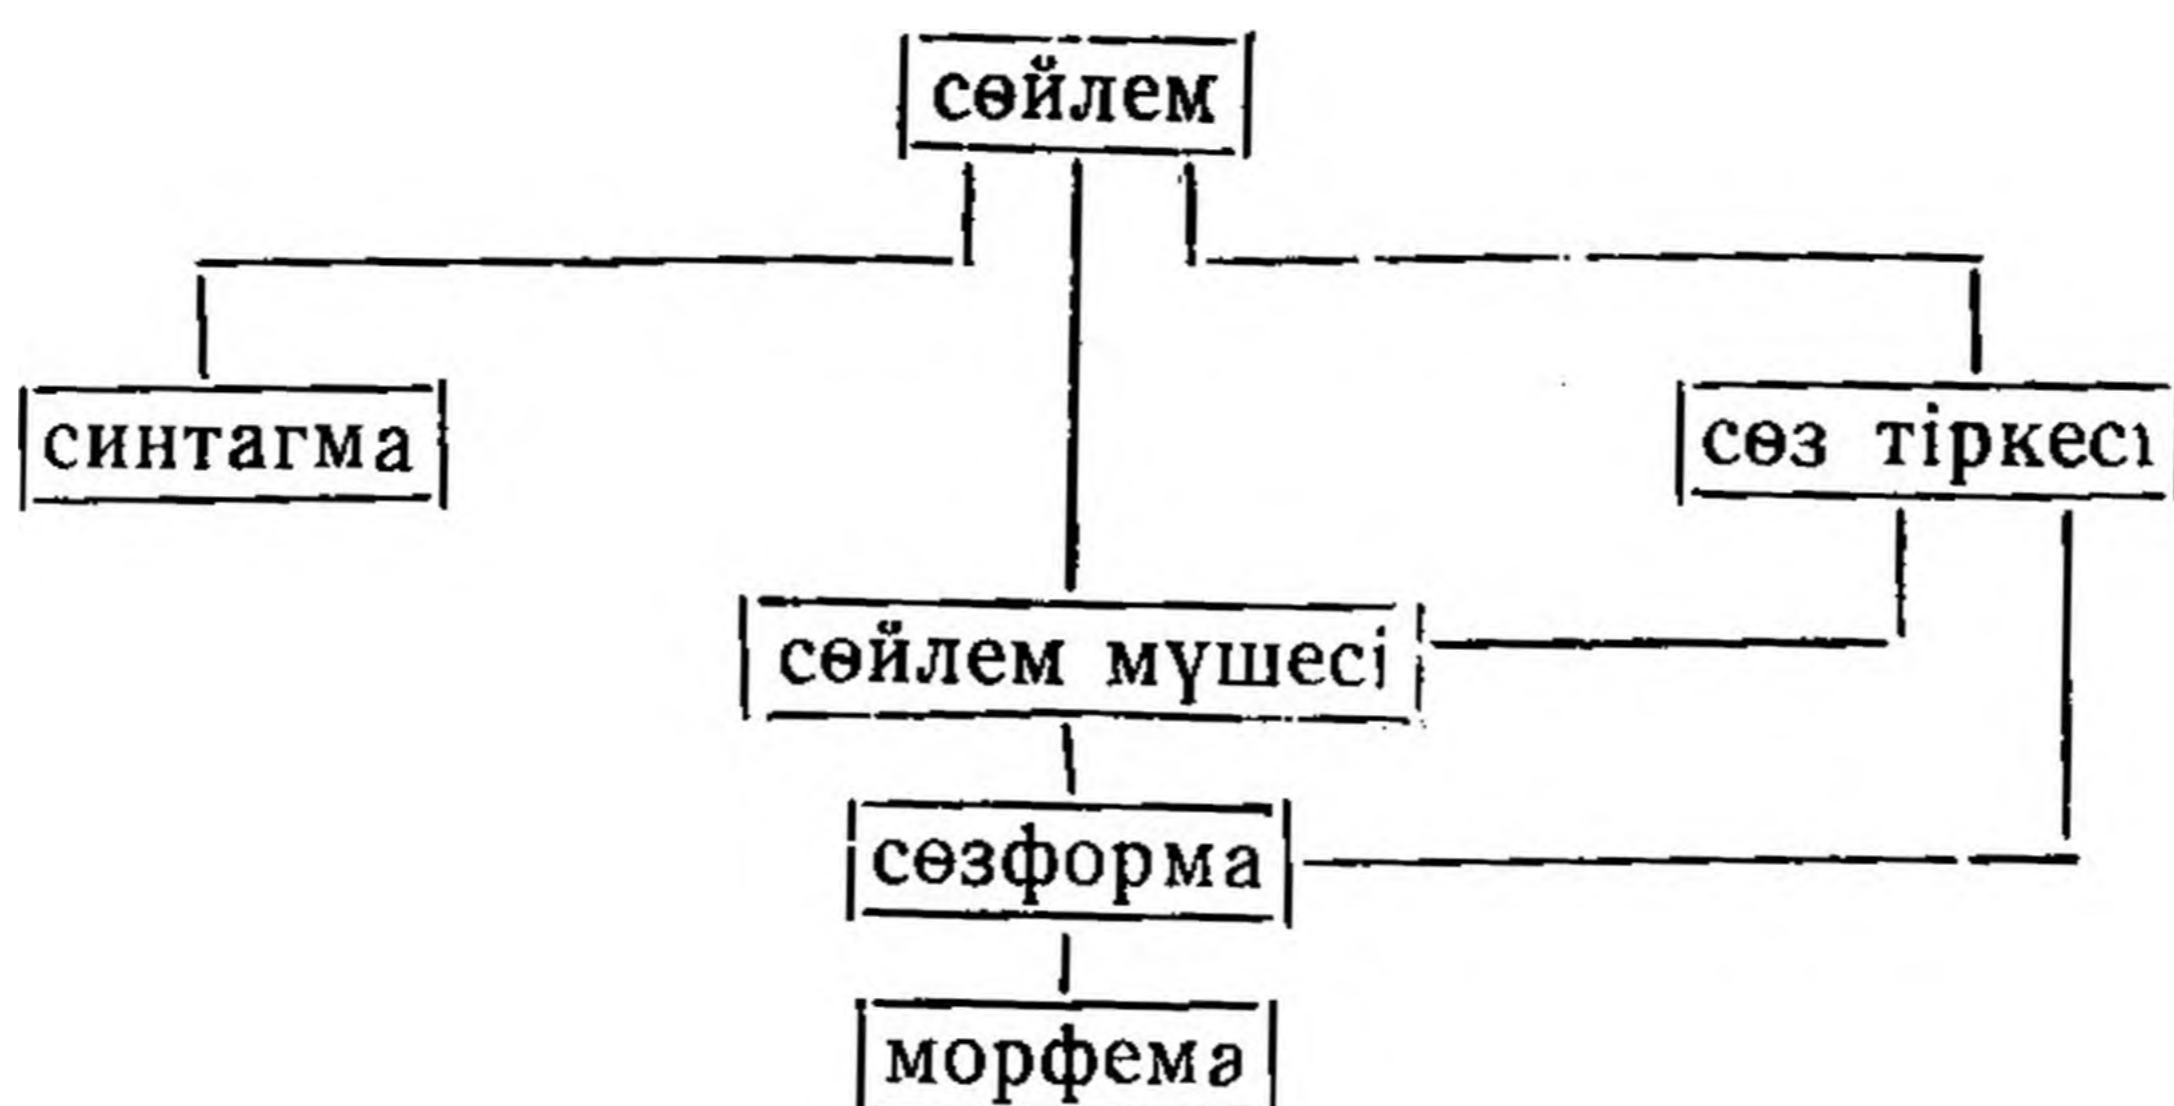 сөйлем
синтагма
сөз тіркесі
сөйлем мүшесі
сөзформа
морфема